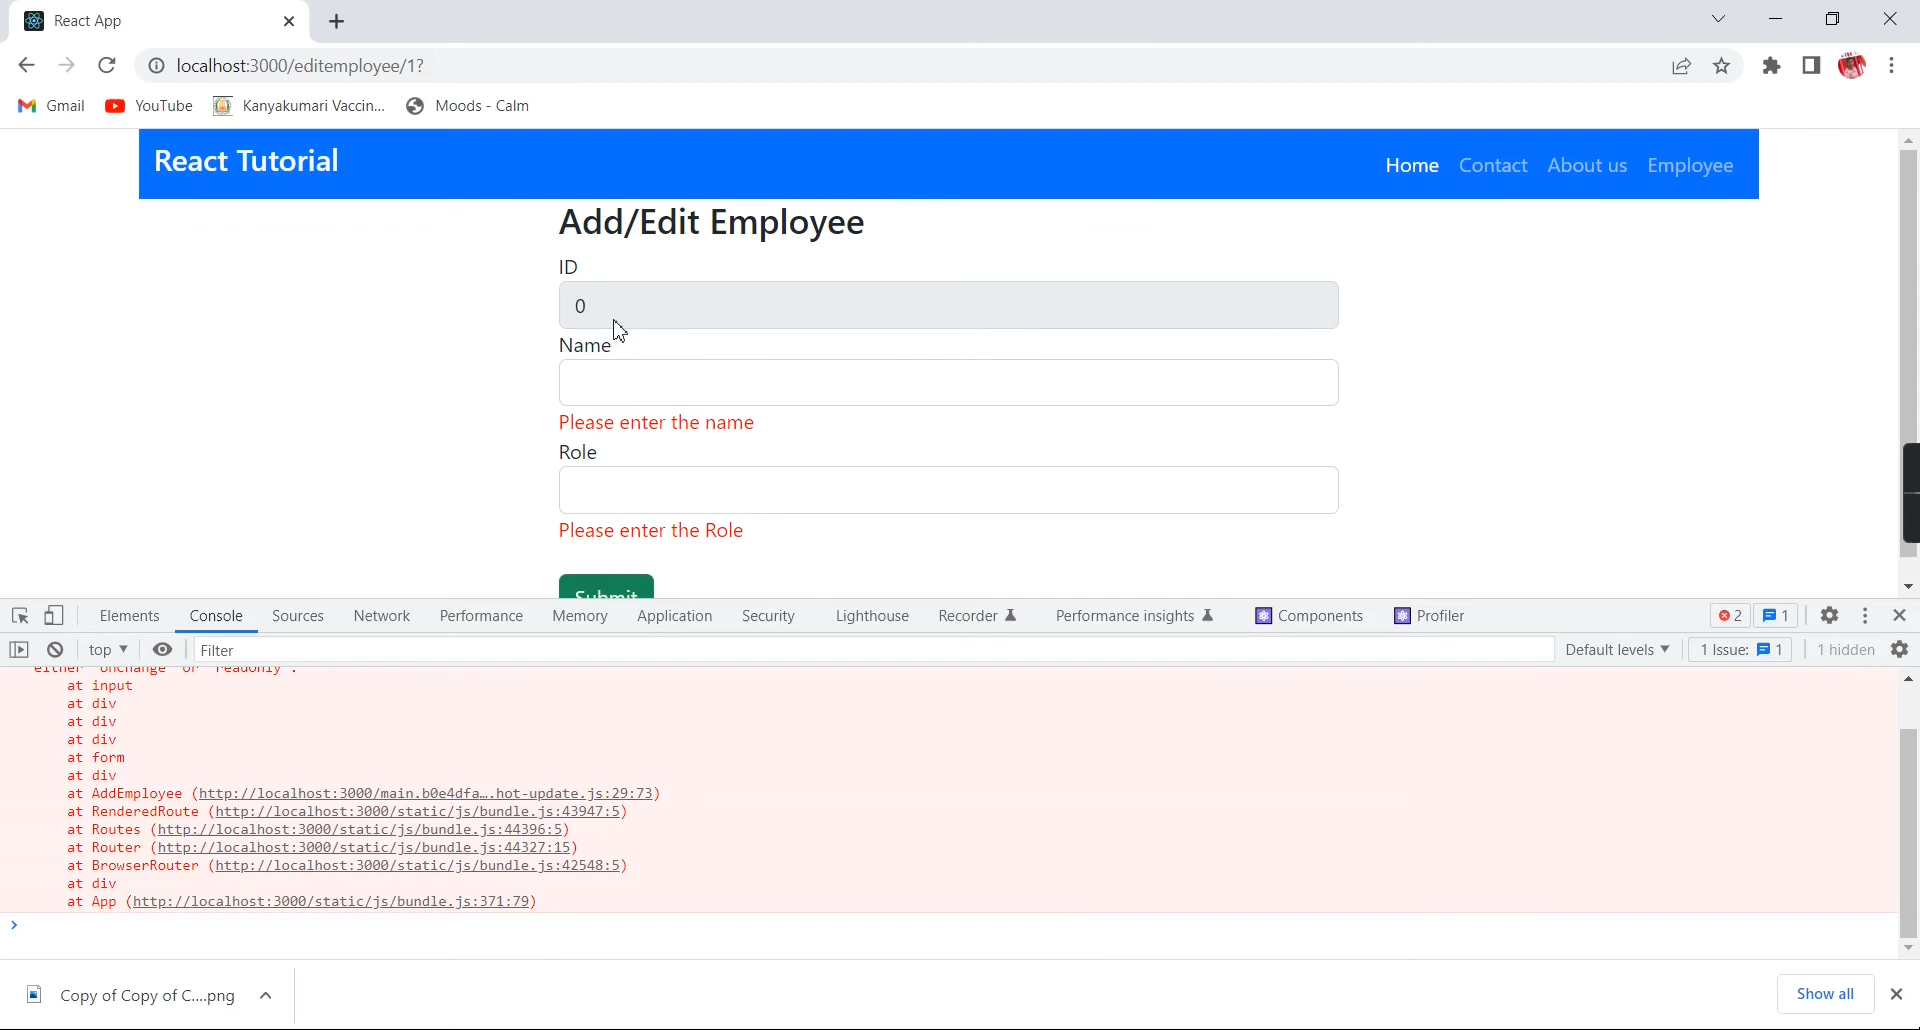 React App
localhost:3000/editemployee/1?
Gmail YouTube Kanyakumari Vaccin... Moods - Calm
React Tutorial
Home Contact About us Employee
Add/Edit Employee
ID
0
Name
Please enter the name
Role
Please enter the Role
Submit
Elements Console Sources Network Performance Memory Application Security Lighthouse Recorder Performance insights Components Profiler 2 1
top Filter Default levels 1 Issue: 1 1 hidden
either `onChange` or `readOnly`.
at input
at div
at div
at div
at form
at div
at AddEmployee (http://localhost:3000/main.b0e4dfa….hot-update.js:29:73)
at RenderedRoute (http://localhost:3000/static/js/bundle.js:43947:5)
at Routes (http://localhost:3000/static/js/bundle.js:44396:5)
at Router (http://localhost:3000/static/js/bundle.js:44327:15)
at BrowserRouter (http://localhost:3000/static/js/bundle.js:42548:5)
at div
at App (http://localhost:3000/static/js/bundle.js:371:79)
Copy of Copy of C....png
Show all